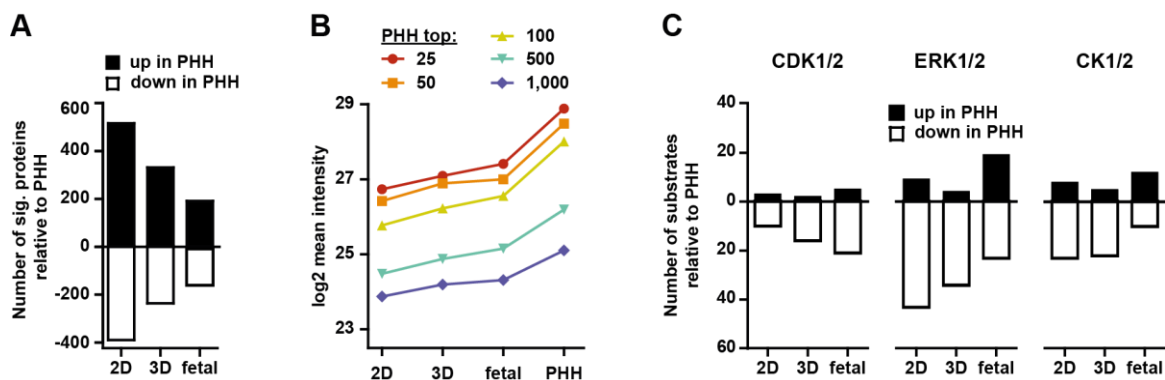 A
up in PHH
down in PHH
Number of sig. proteins
relative to PHH
600
400
200
0
-200
-400
2D 3D fetal
B
PHH top:
25
50
100
500
1,000
log2 mean intensity
29
27
25
23
2D 3D fetal PHH
C
CDK1/2 ERK1/2 CK1/2
up in PHH
down in PHH
Number of substrates
relative to PHH
40
20
0
20
40
60
2D 3D fetal 2D 3D fetal 2D 3D fetal